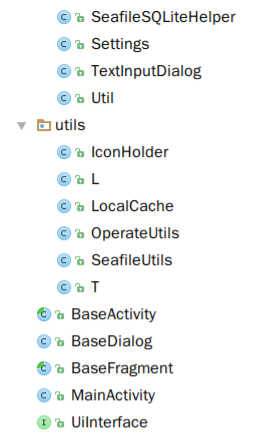 SeafileSQLiteHelper
Settings
TextInputDialog
Util
utils
IconHolder
L
LocalCache
OperateUtils
SeafileUtils
T
BaseActivity
BaseDialog
BaseFragment
MainActivity
UiInterface